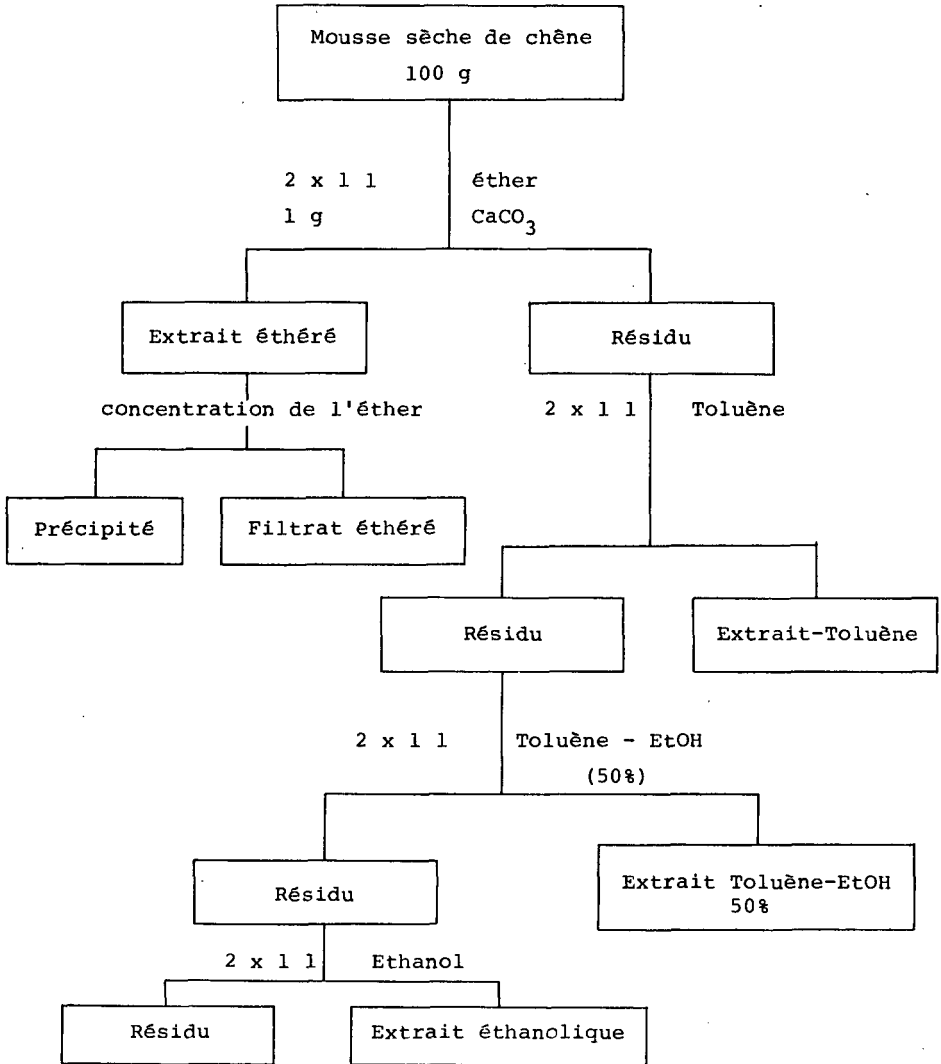 Mousse sèche de chêne
100 g
2 x 1 l éther
1 g CaCO3
Extrait éthéré
Résidu
concentration de l'éther
2 x 1 l Toluène
Précipité
Filtrat éthéré
Résidu
Extrait-Toluène
2 x 1 l Toluène - EtOH
(50%)
Résidu
Extrait Toluène-EtOH
50%
2 x 1 l Ethanol
Résidu
Extrait éthanolique